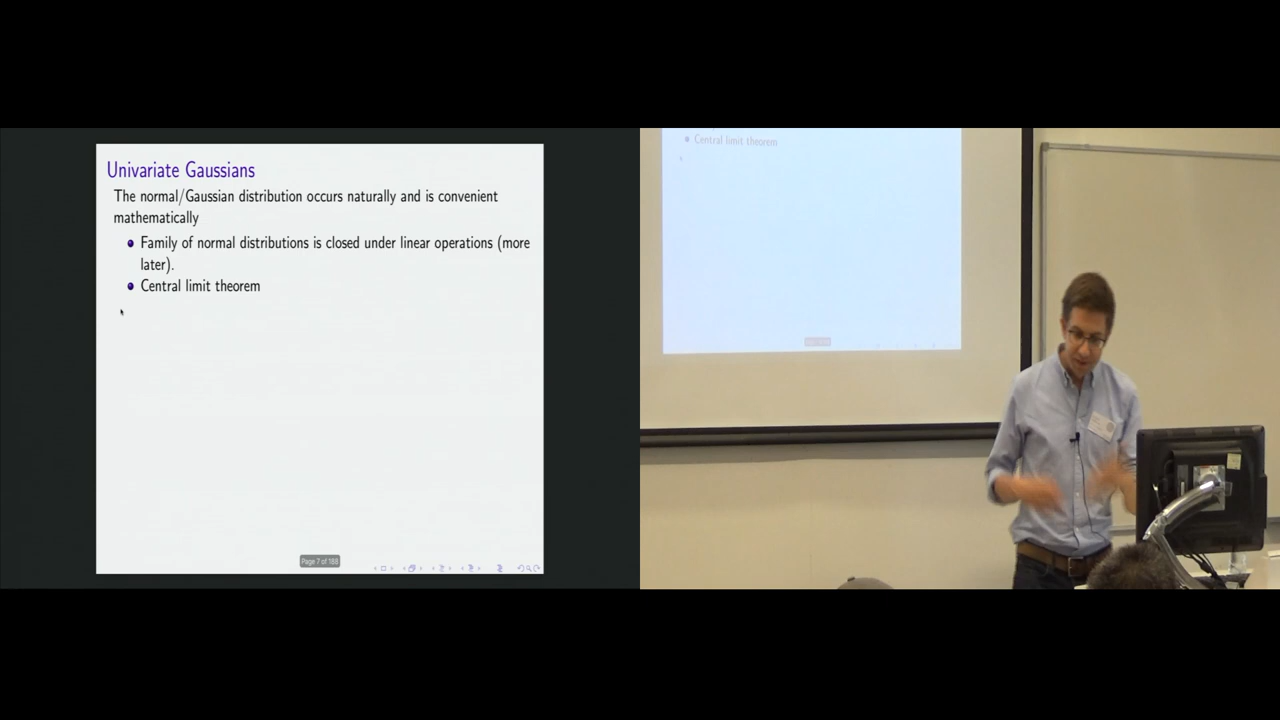 Univariate Gaussians
The normal/Gaussian distribution occurs naturally and is convenient
mathematically
Family of normal distributions is closed under linear operations (more
later).
Central limit theorem
Page 7 of 188
Central limit theorem